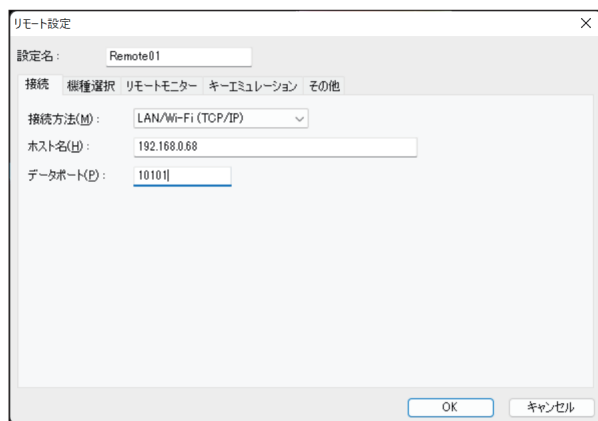 リモート設定
設定名: Remote01
接続 機種選択 リモートモニター キーエミュレーション その他
接続方法(M): LAN/Wi-Fi (TCP/IP)
ホスト名(H): 192.168.0.68
データポート(P): 10101
OK キャンセル